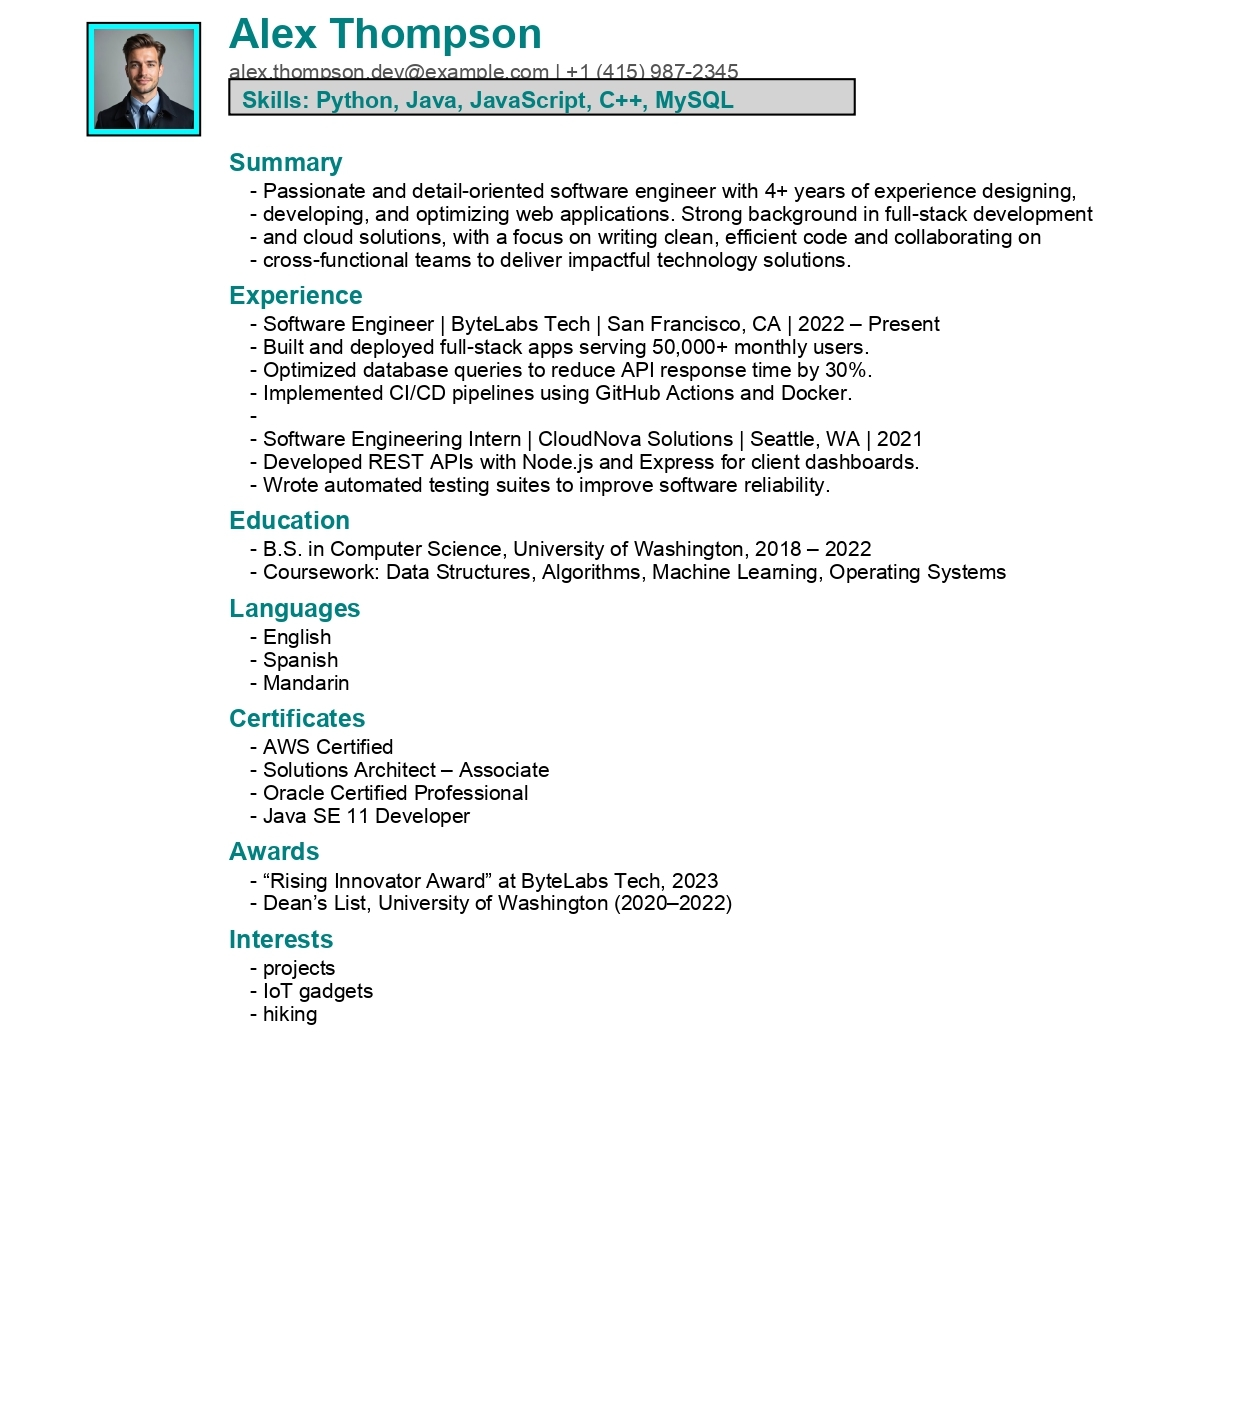 Alex Thompson
alex.thompson.dev@example.com | +1 (415) 987-2345
Skills: Python, Java, JavaScript, C++, MySQL
Summary
- Passionate and detail-oriented software engineer with 4+ years of experience designing,
- developing, and optimizing web applications. Strong background in full-stack development
- and cloud solutions, with a focus on writing clean, efficient code and collaborating on
- cross-functional teams to deliver impactful technology solutions.
Experience
- Software Engineer | ByteLabs Tech | San Francisco, CA | 2022 – Present
- Built and deployed full-stack apps serving 50,000+ monthly users.
- Optimized database queries to reduce API response time by 30%.
- Implemented CI/CD pipelines using GitHub Actions and Docker.
-
- Software Engineering Intern | CloudNova Solutions | Seattle, WA | 2021
- Developed REST APIs with Node.js and Express for client dashboards.
- Wrote automated testing suites to improve software reliability.
Education
- B.S. in Computer Science, University of Washington, 2018 – 2022
- Coursework: Data Structures, Algorithms, Machine Learning, Operating Systems
Languages
- English
- Spanish
- Mandarin
Certificates
- AWS Certified
- Solutions Architect – Associate
- Oracle Certified Professional
- Java SE 11 Developer
Awards
- “Rising Innovator Award” at ByteLabs Tech, 2023
- Dean’s List, University of Washington (2020–2022)
Interests
- projects
- IoT gadgets
- hiking